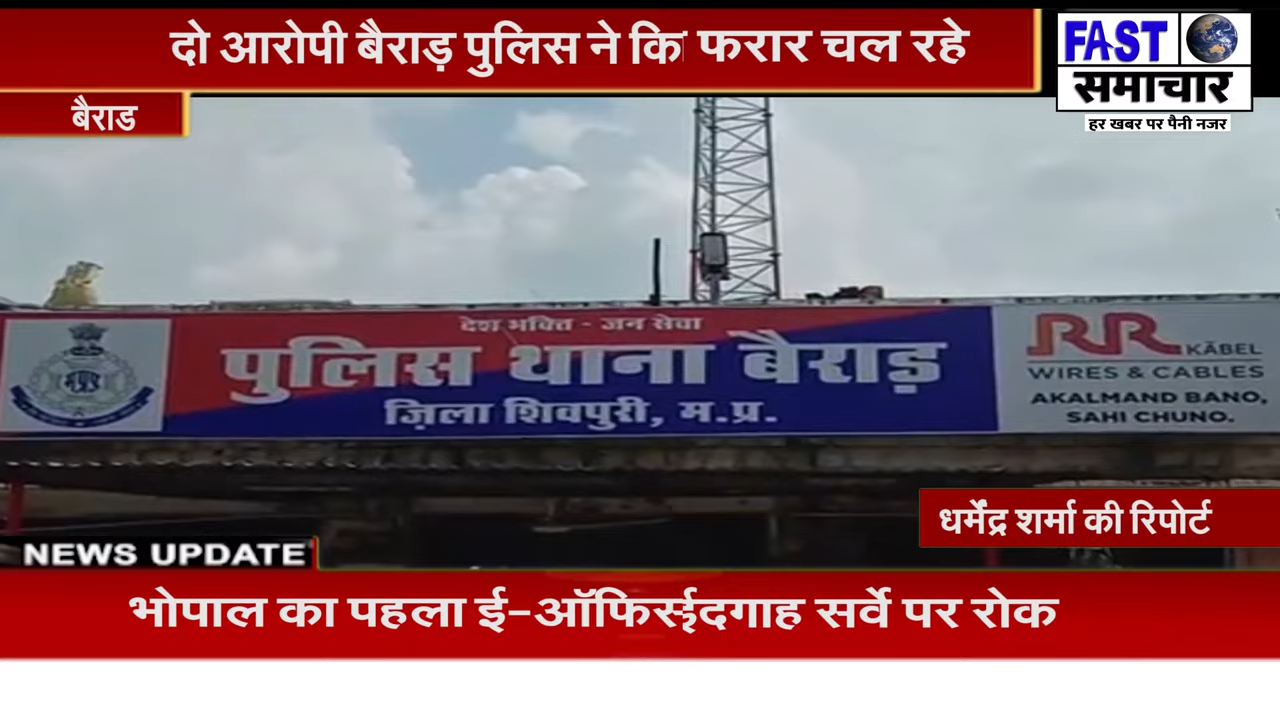 दो आरोपी बैराड़ पुलिस ने कि फरार चल रहे
FAST
समाचार
हर खबर पर पैनी नजर
बैराड
देश भक्ति - जन सेवा
पुलिस थाना बैराड़
ज़िला शिवपुरी, म.प्र.
RR KABEL
WIRES & CABLES
AKALMAND BANO,
SAHI CHUNO.
धर्मेंद्र शर्मा की रिपोर्ट
NEWS UPDATE
भोपाल का पहला ई-ऑफिस ईदगाह सर्वे पर रोक